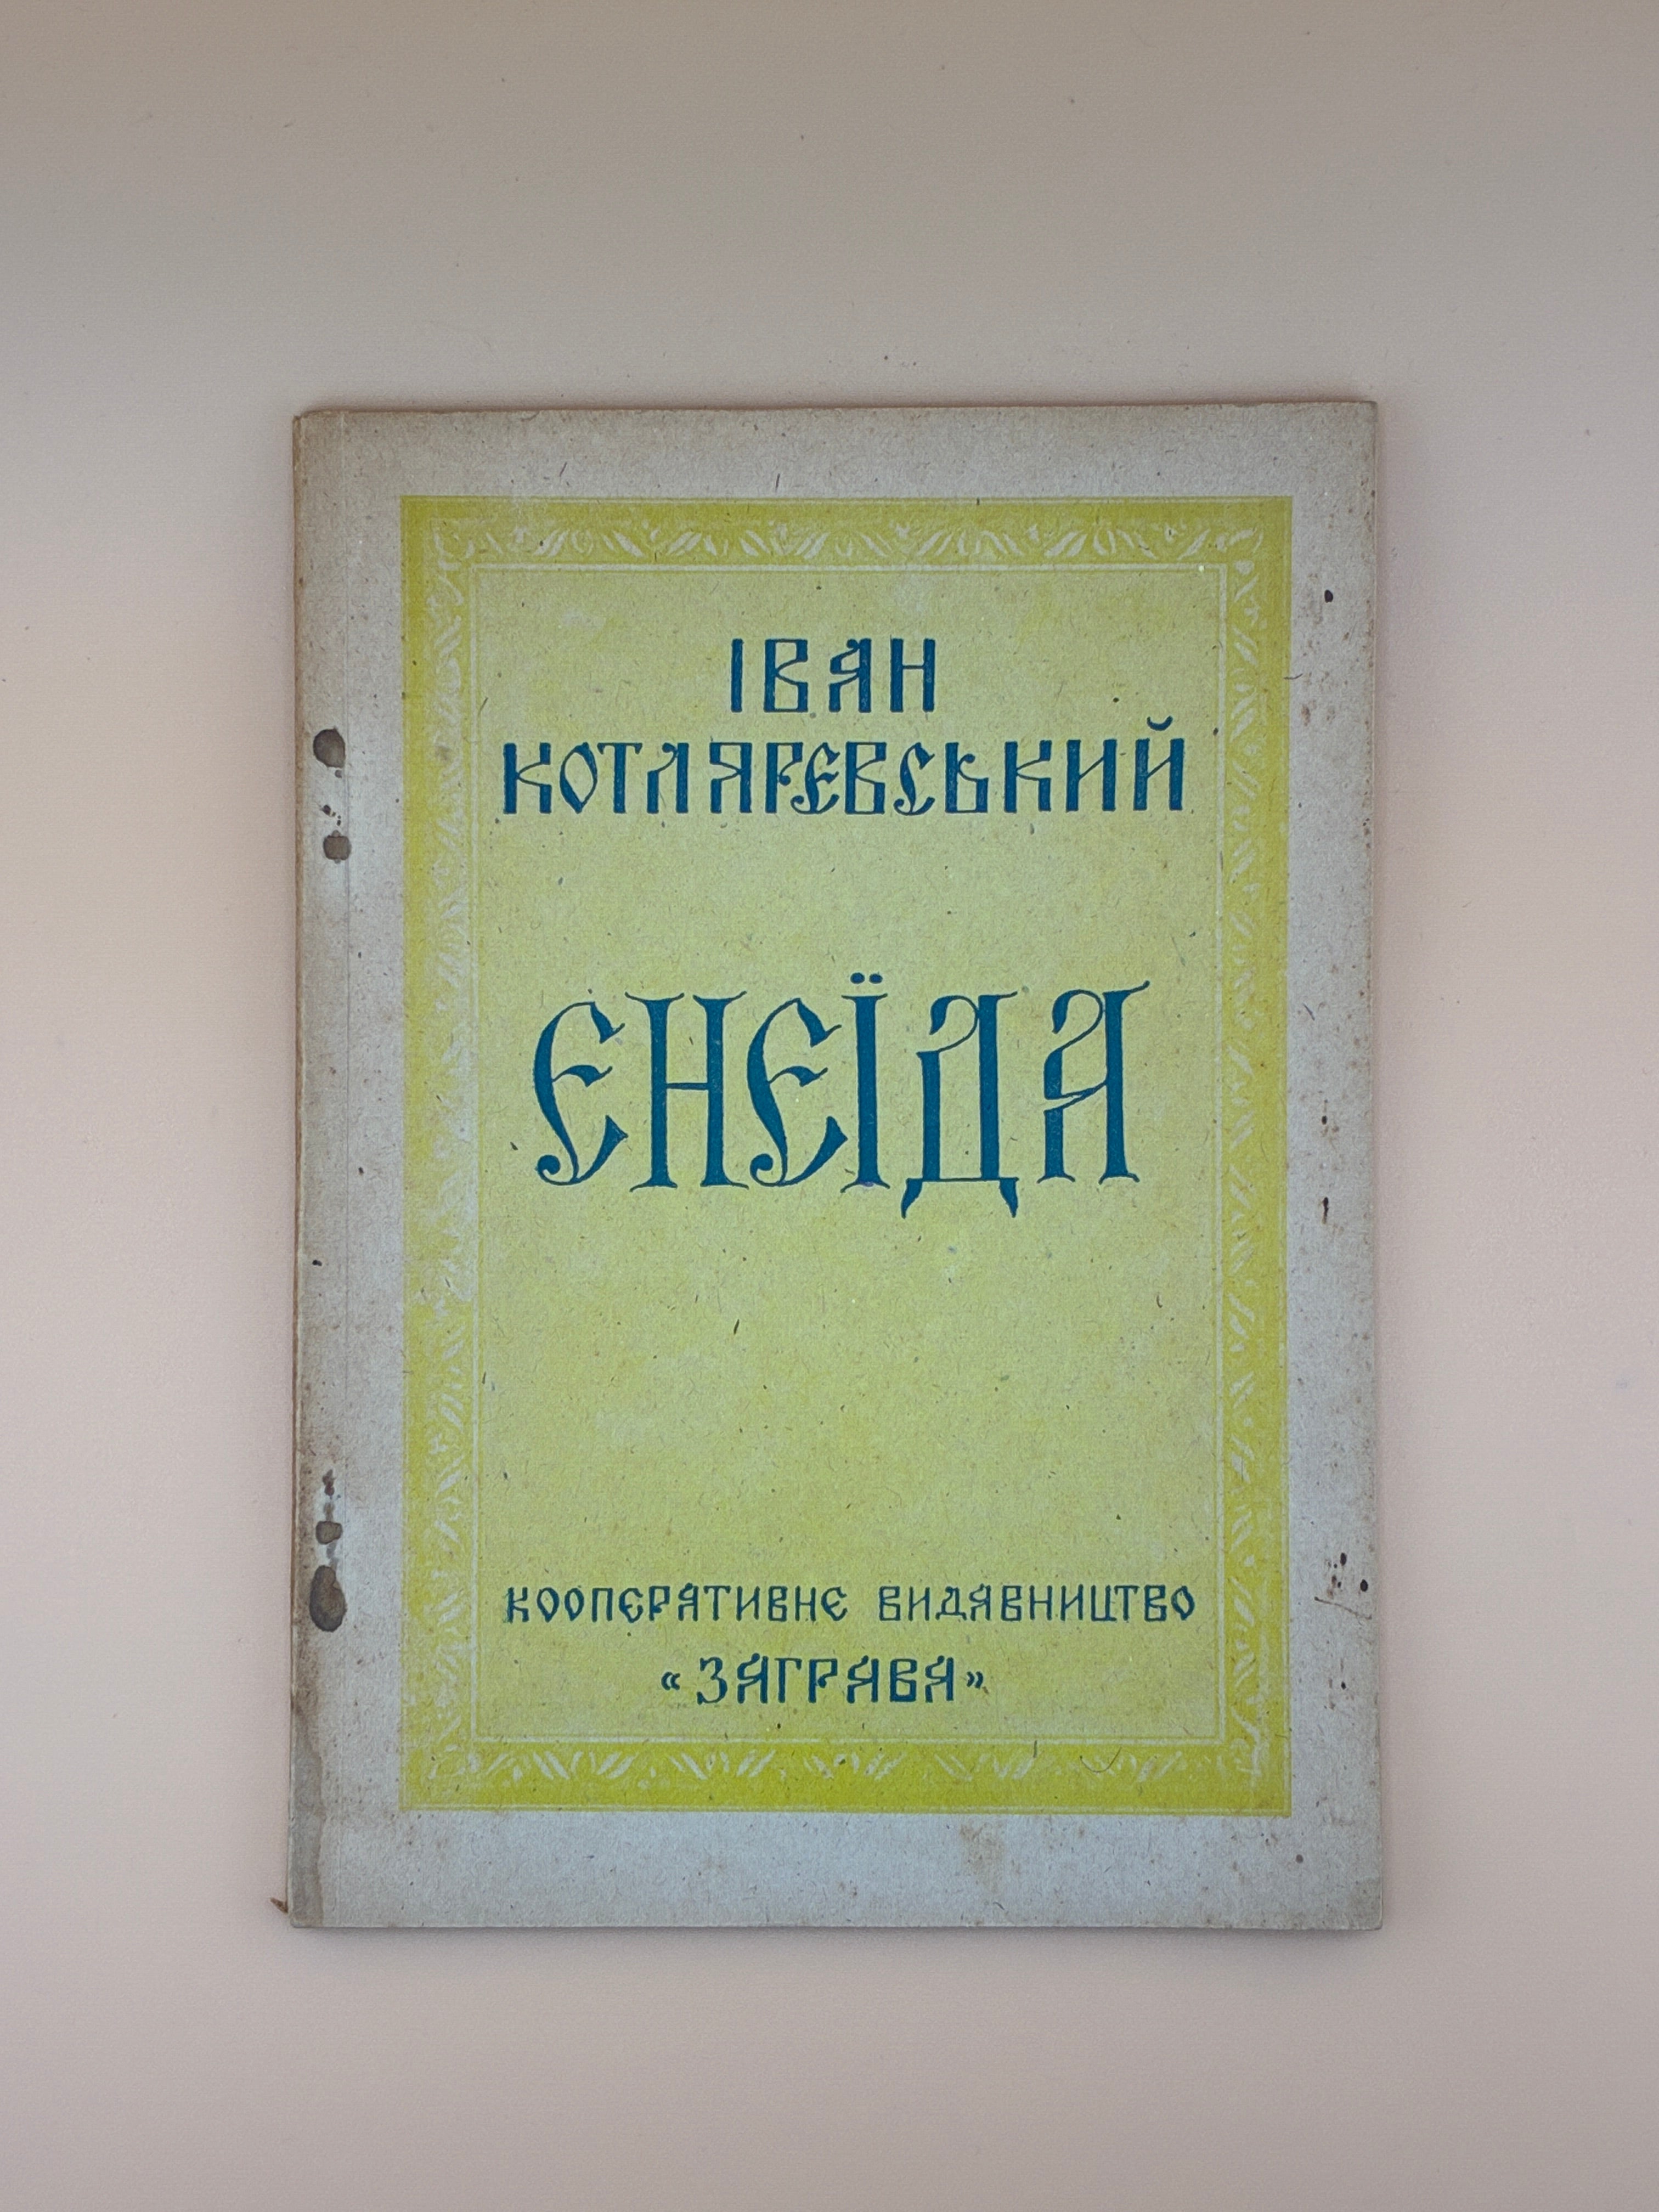 ІВАН
КОТЛЯРЕВСЬКИЙ
ЕНЕЇДА
КООПЕРАТИВНЕ ВИДАВНИЦТВО
«ЗАГРАВА»